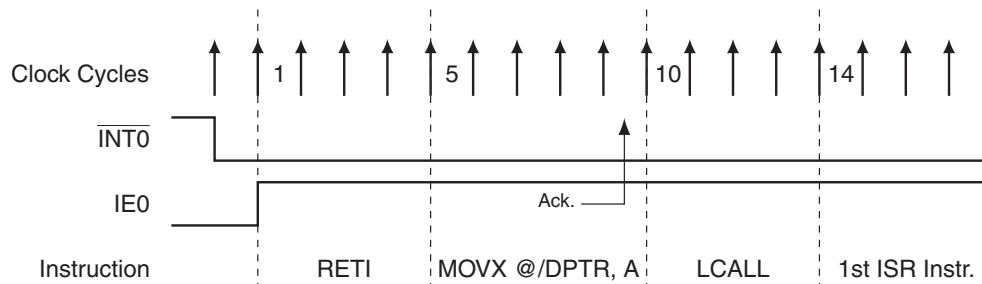 Clock Cycles 1 5 10 14
INT0
IE0
Ack.
Instruction RETI MOVX @/DPTR, A LCALL 1st ISR Instr.